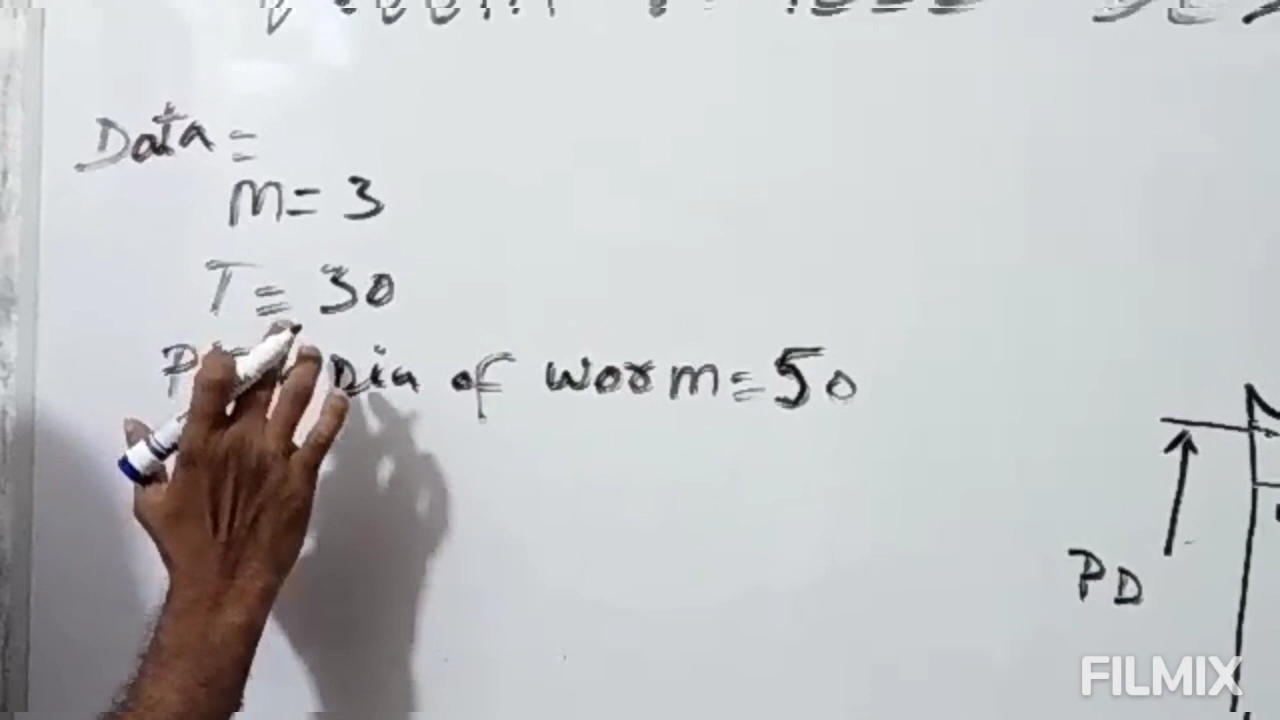 Data =
M = 3
T = 30
Dia of worm = 50
PD
FILMIX